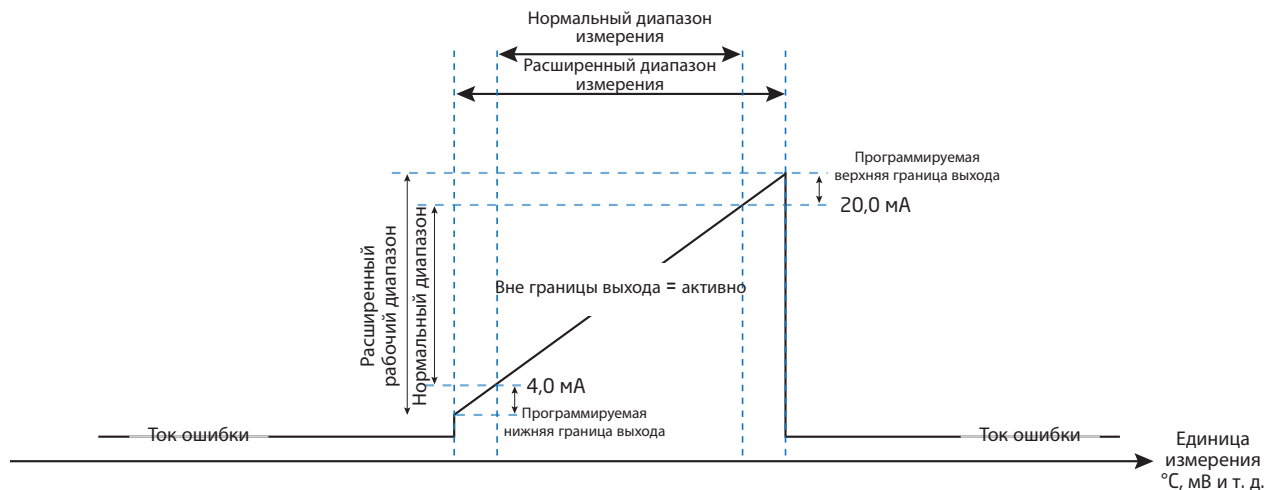 Нормальный диапазон
измерения
Расширенный диапазон
измерения
Программируемая
верхняя граница выхода
20,0 мА
Расширенный
рабочий диапазон
Нормальный диапазон
Вне границы выхода = активно
4,0 мА
Программируемая
нижняя граница выхода
Ток ошибки
Ток ошибки
Единица
измерения
°C, мВ и т. д.